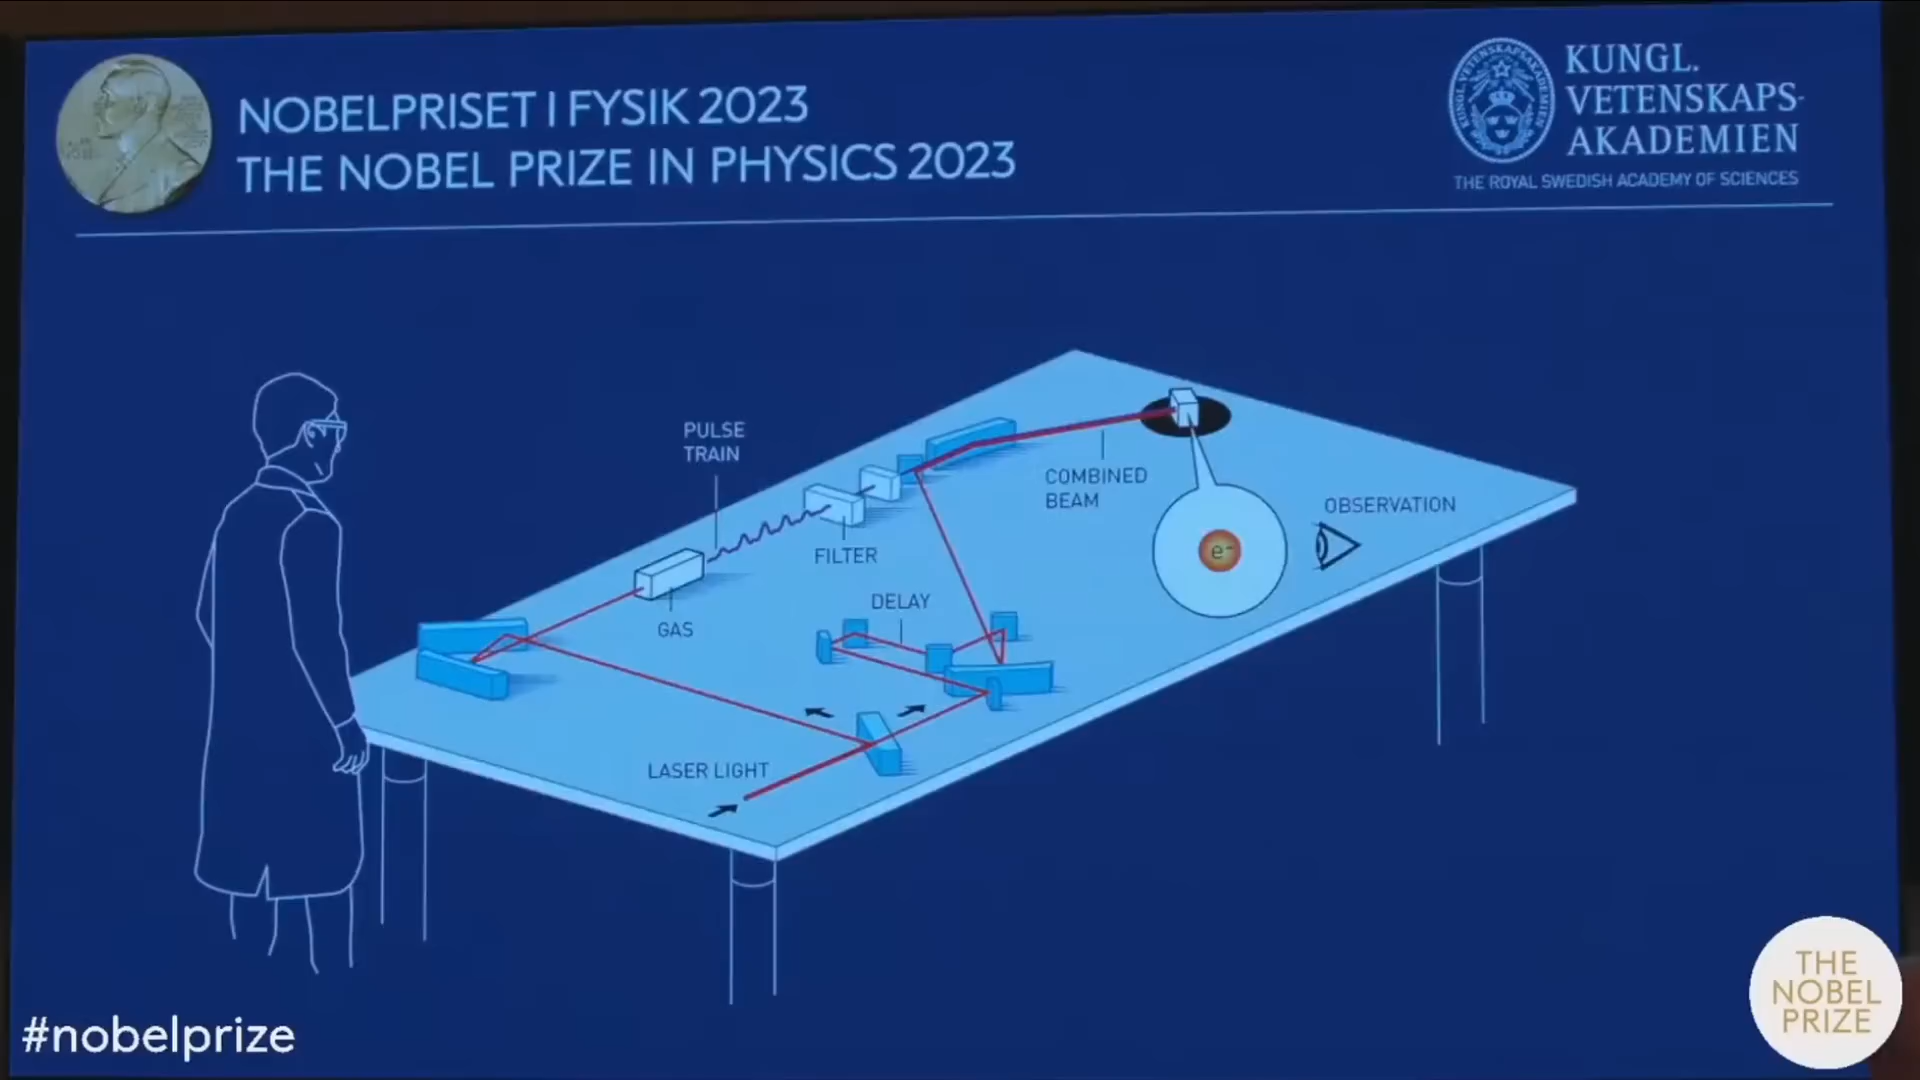 NOBELPRISET I FYSIK 2023
THE NOBEL PRIZE IN PHYSICS 2023
KUNGL.
VETENSKAPS-
AKADEMIEN
THE ROYAL SWEDISH ACADEMY OF SCIENCES
PULSE
TRAIN
COMBINED
BEAM
OBSERVATION
e-
FILTER
DELAY
GAS
LASER LIGHT
#nobelprize
THE
NOBEL
PRIZE